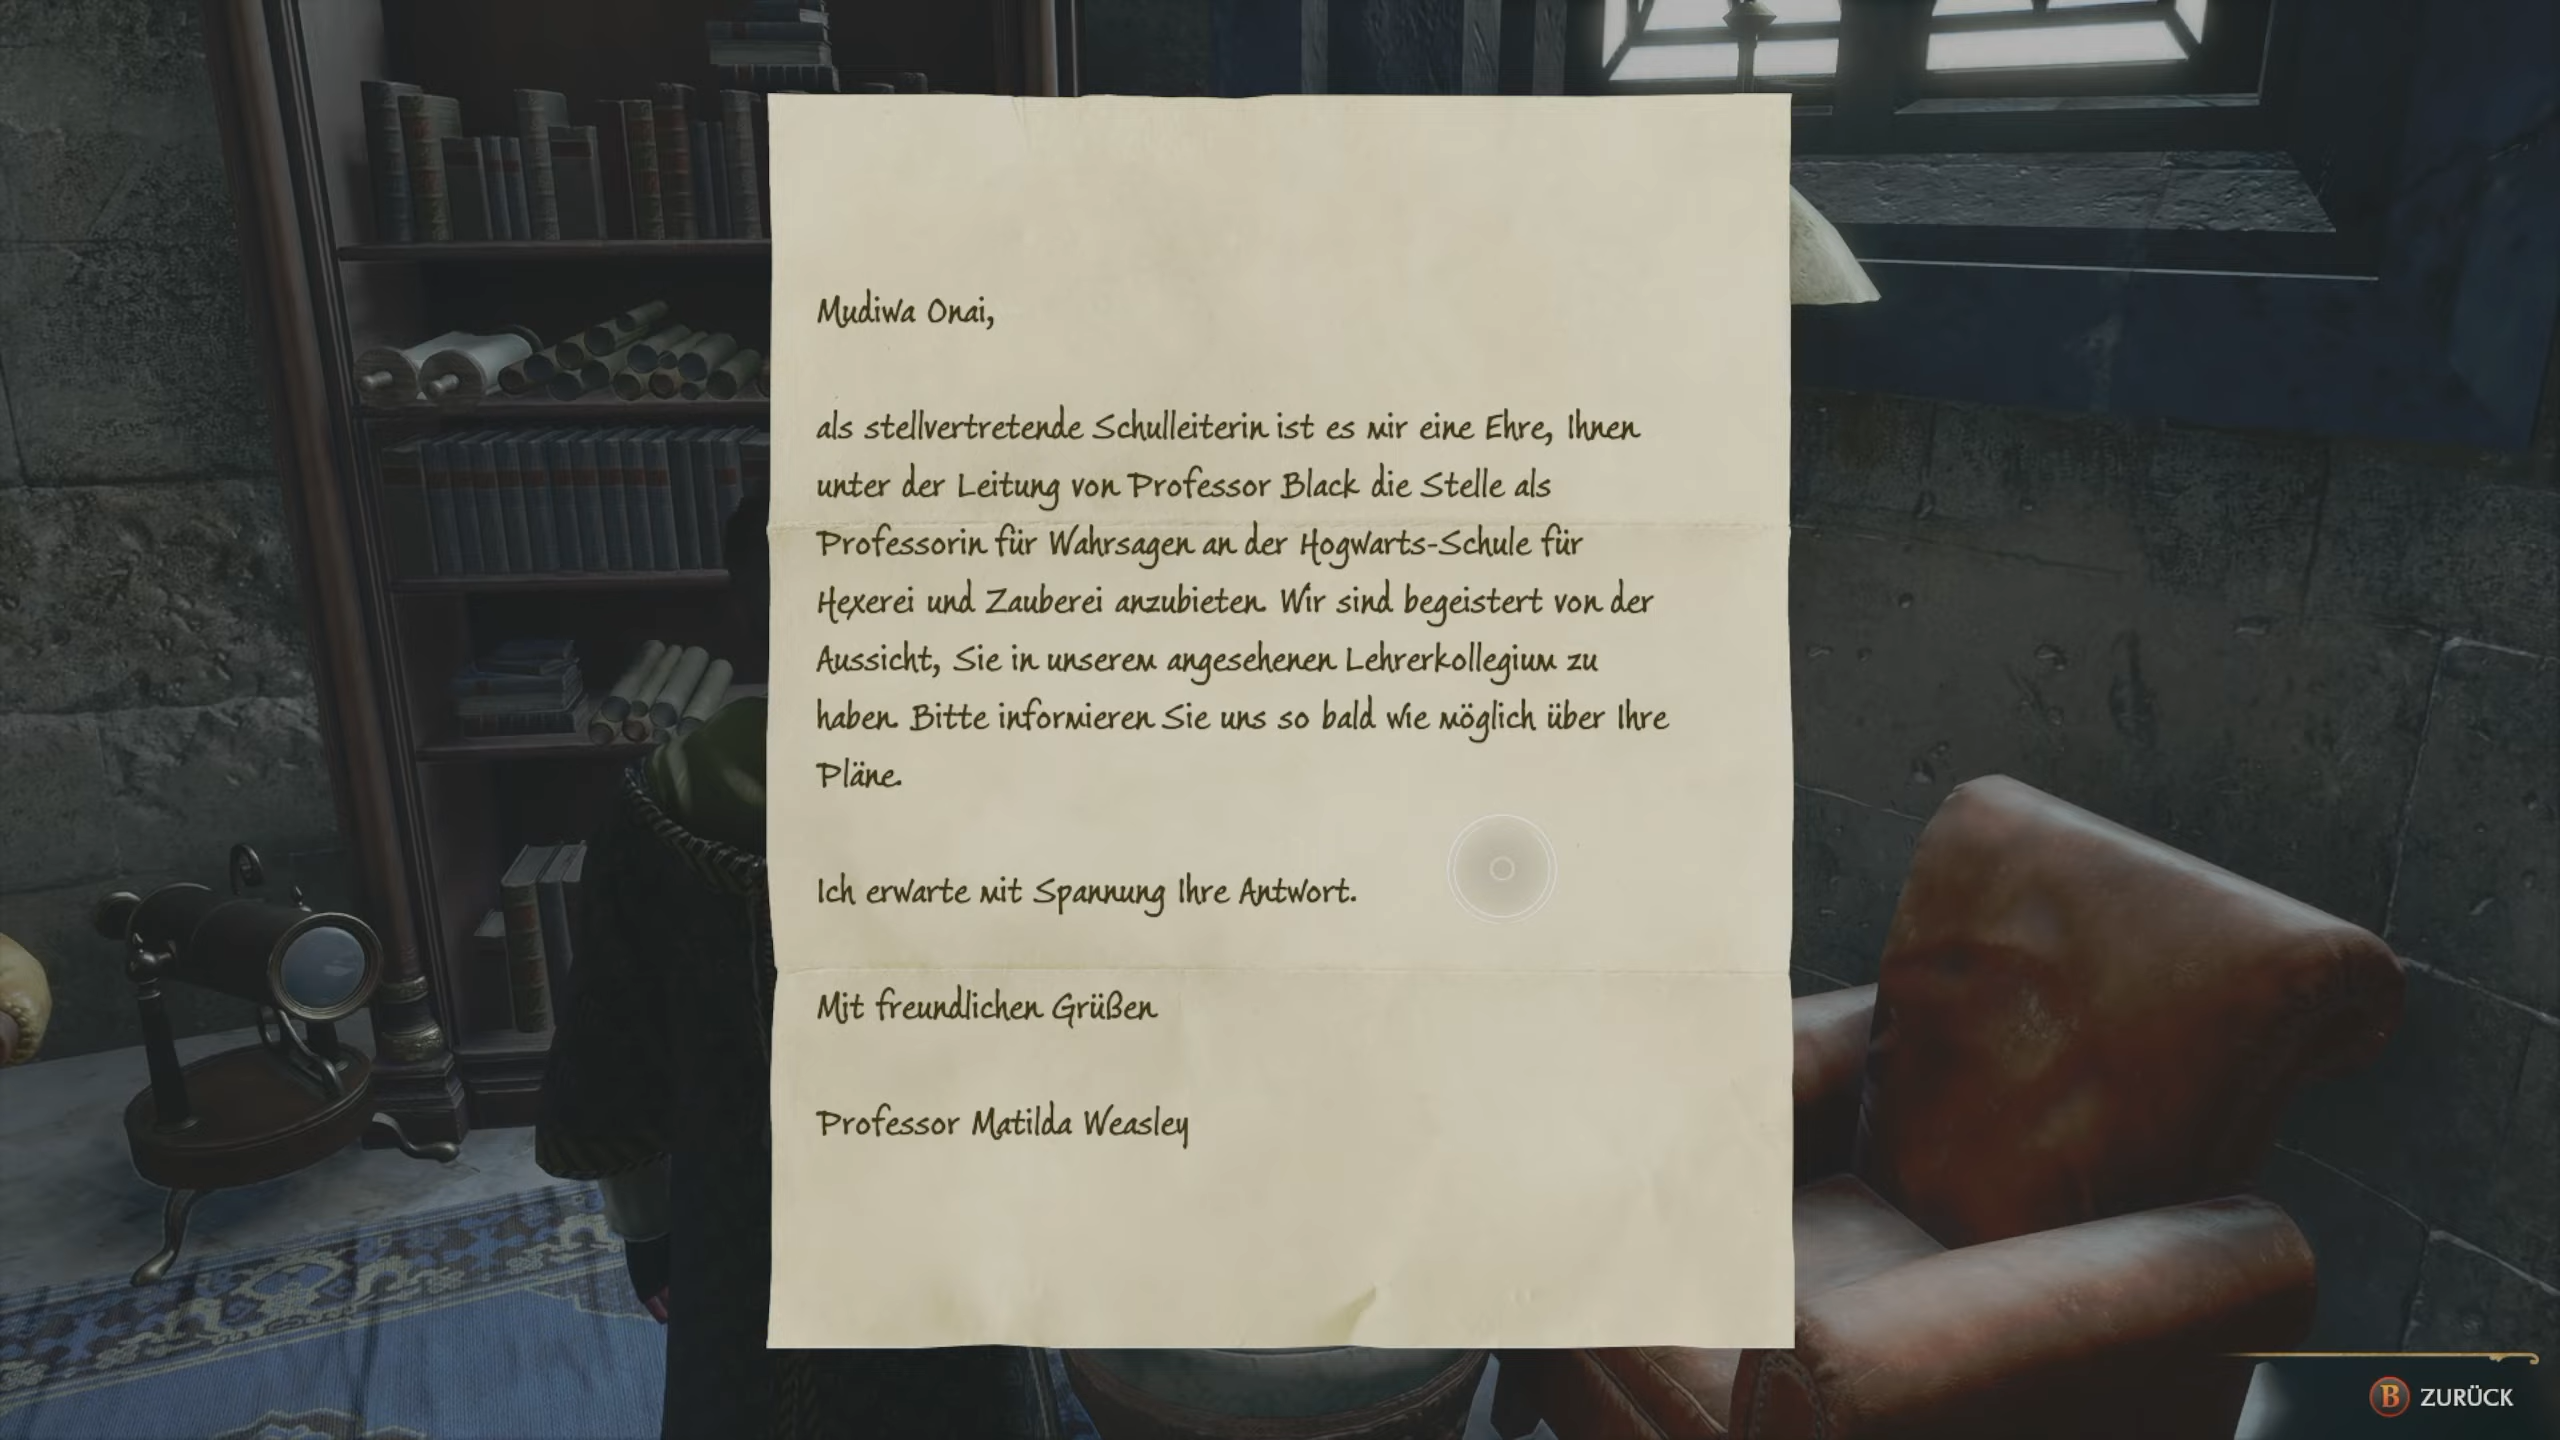 Mudiwa Onai,
als stellvertretende Schulleiterin ist es mir eine Ehre, Ihnen
unter der Leitung von Professor Black die Stelle als
Professorin für Wahrsagen an der Hogwarts-Schule für
Hexerei und Zauberei anzubieten. Wir sind begeistert von der
Aussicht, Sie in unserem angesehenen Lehrerkollegium zu
haben. Bitte informieren Sie uns so bald wie möglich über Ihre
Pläne.
Ich erwarte mit Spannung Ihre Antwort.
Mit freundlichen Grüßen
Professor Matilda Weasley
B ZURÜCK